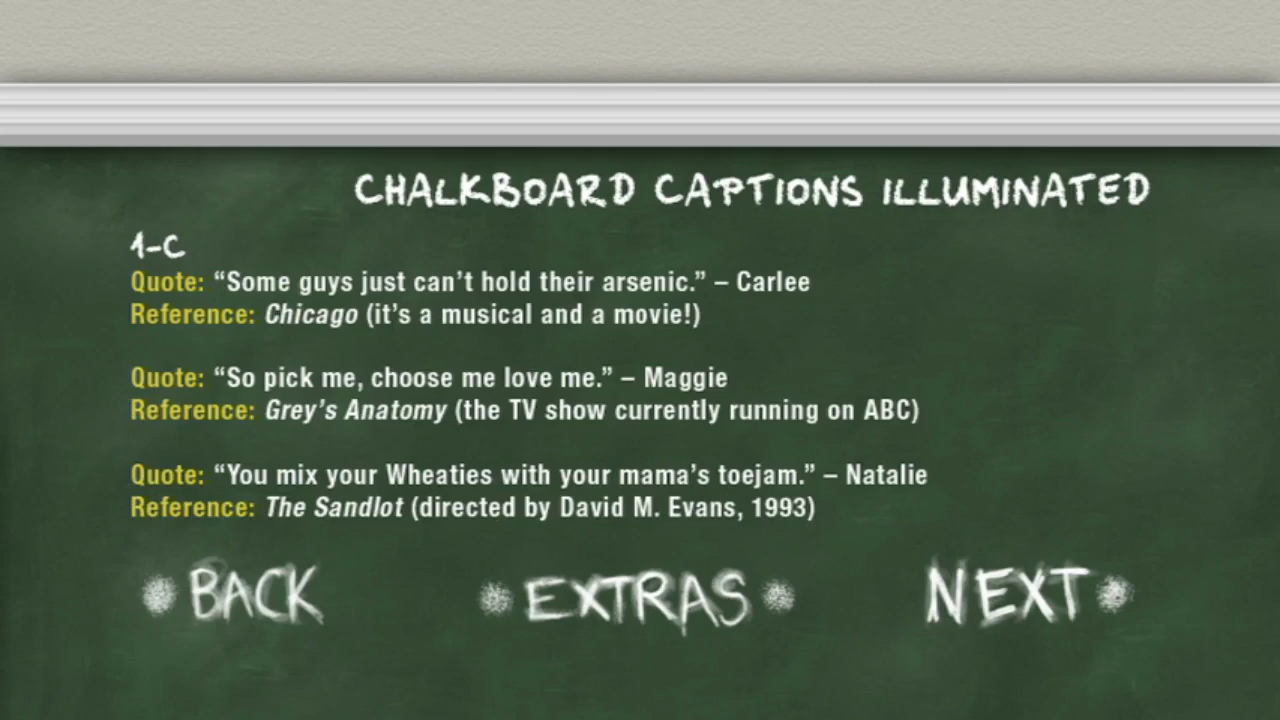 CHALKBOARD CAPTIONS ILLUMINATED
1-C
Quote: “Some guys just can’t hold their arsenic.” – Carlee
Reference: Chicago (it’s a musical and a movie!)
Quote: “So pick me, choose me love me.” – Maggie
Reference: Grey’s Anatomy (the TV show currently running on ABC)
Quote: “You mix your Wheaties with your mama’s toejam.” – Natalie
Reference: The Sandlot (directed by David M. Evans, 1993)
BACK EXTRAS NEXT